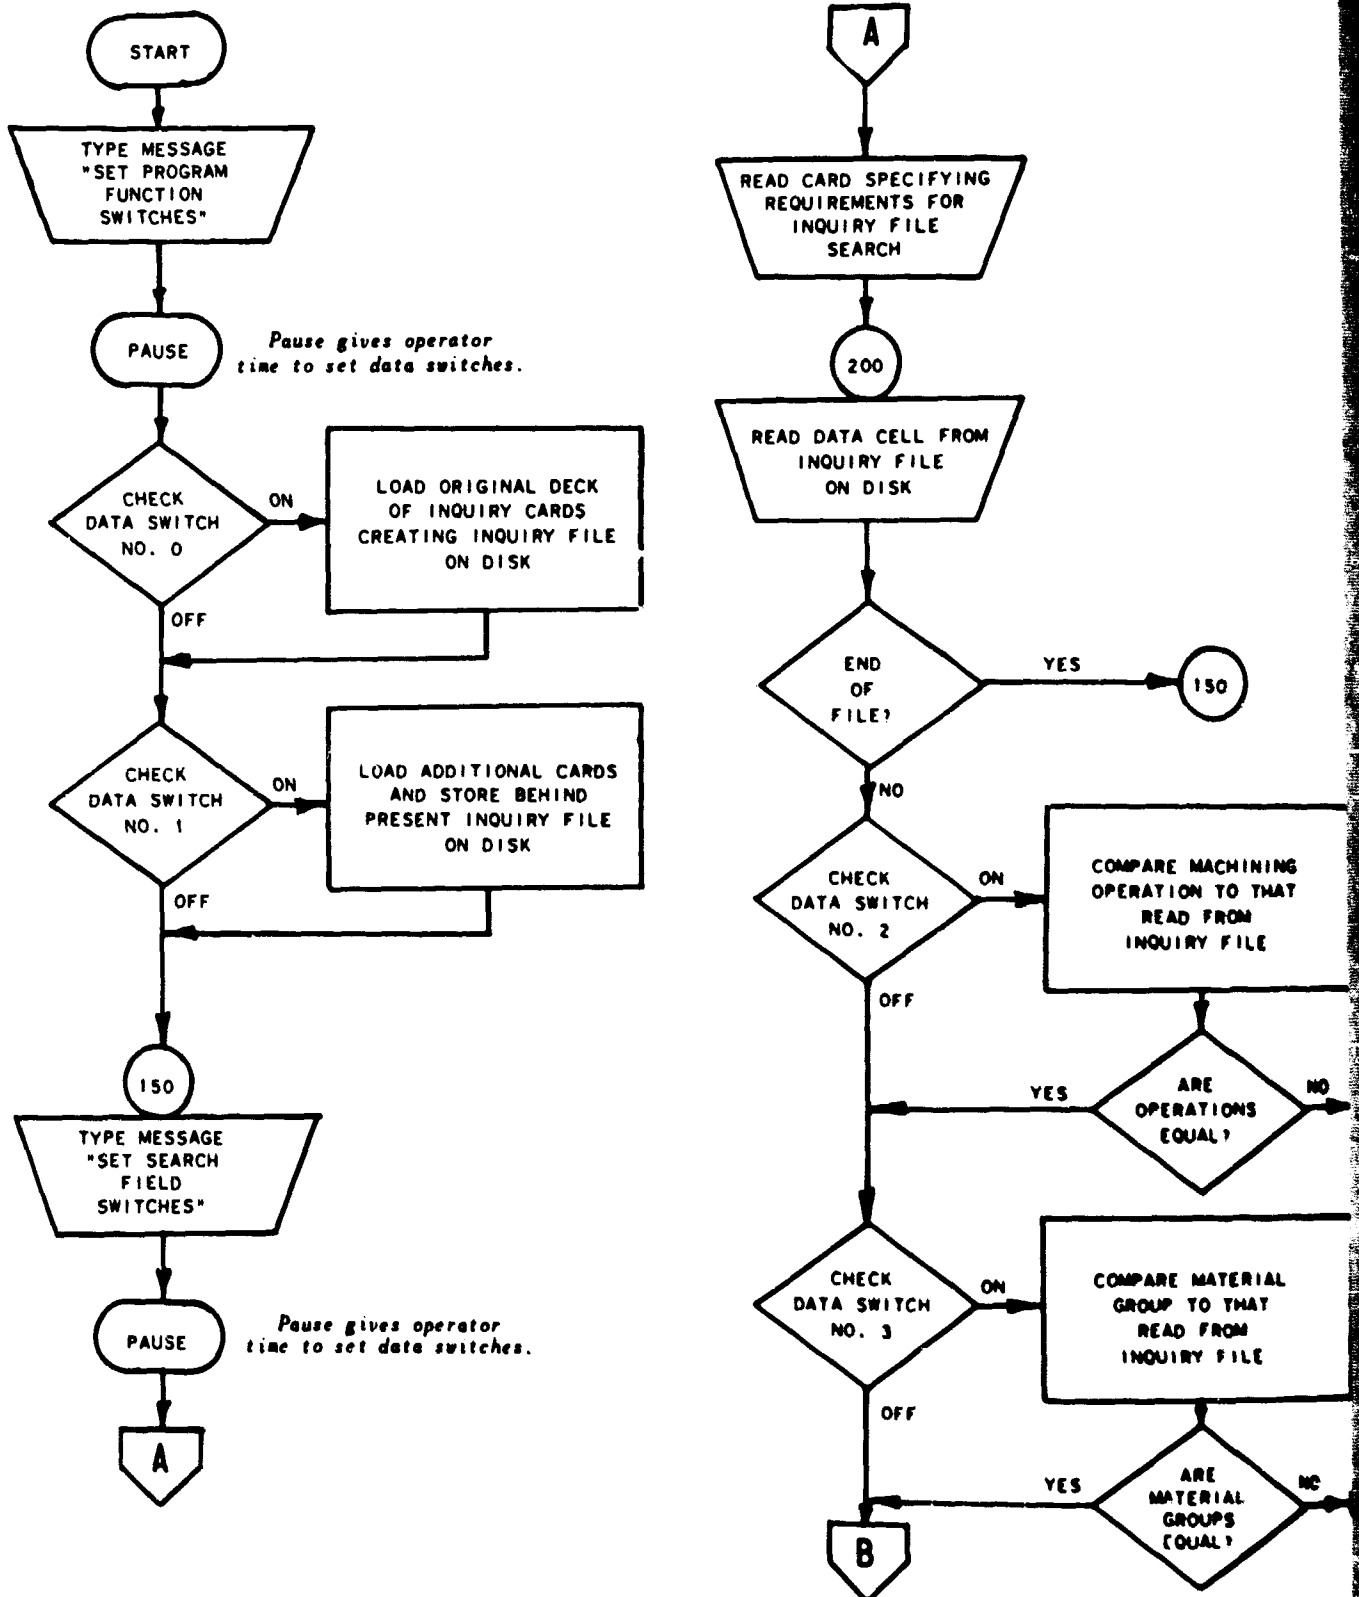 START
TYPE MESSAGE
"SET PROGRAM
FUNCTION
SWITCHES"
PAUSE
Pause gives operator
time to set data switches.
CHECK
DATA SWITCH
NO. 0
ON
LOAD ORIGINAL DECK
OF INQUIRY CARDS
CREATING INQUIRY FILE
ON DISK
OFF
CHECK
DATA SWITCH
NO. 1
ON
LOAD ADDITIONAL CARDS
AND STORE BEHIND
PRESENT INQUIRY FILE
ON DISK
OFF
150
TYPE MESSAGE
"SET SEARCH
FIELD
SWITCHES"
PAUSE
Pause gives operator
time to set data switches.
A
A
READ CARD SPECIFYING
REQUIREMENTS FOR
INQUIRY FILE
SEARCH
200
READ DATA CELL FROM
INQUIRY FILE
ON DISK
END
OF
FILE?
YES
150
NO
CHECK
DATA SWITCH
NO. 2
ON
COMPARE MACHINING
OPERATION TO THAT
READ FROM
INQUIRY FILE
OFF
ARE
OPERATIONS
EQUAL?
YES
NO
CHECK
DATA SWITCH
NO. 3
ON
COMPARE MATERIAL
GROUP TO THAT
READ FROM
INQUIRY FILE
OFF
ARE
MATERIAL
GROUPS
EQUAL?
YES
NO
B